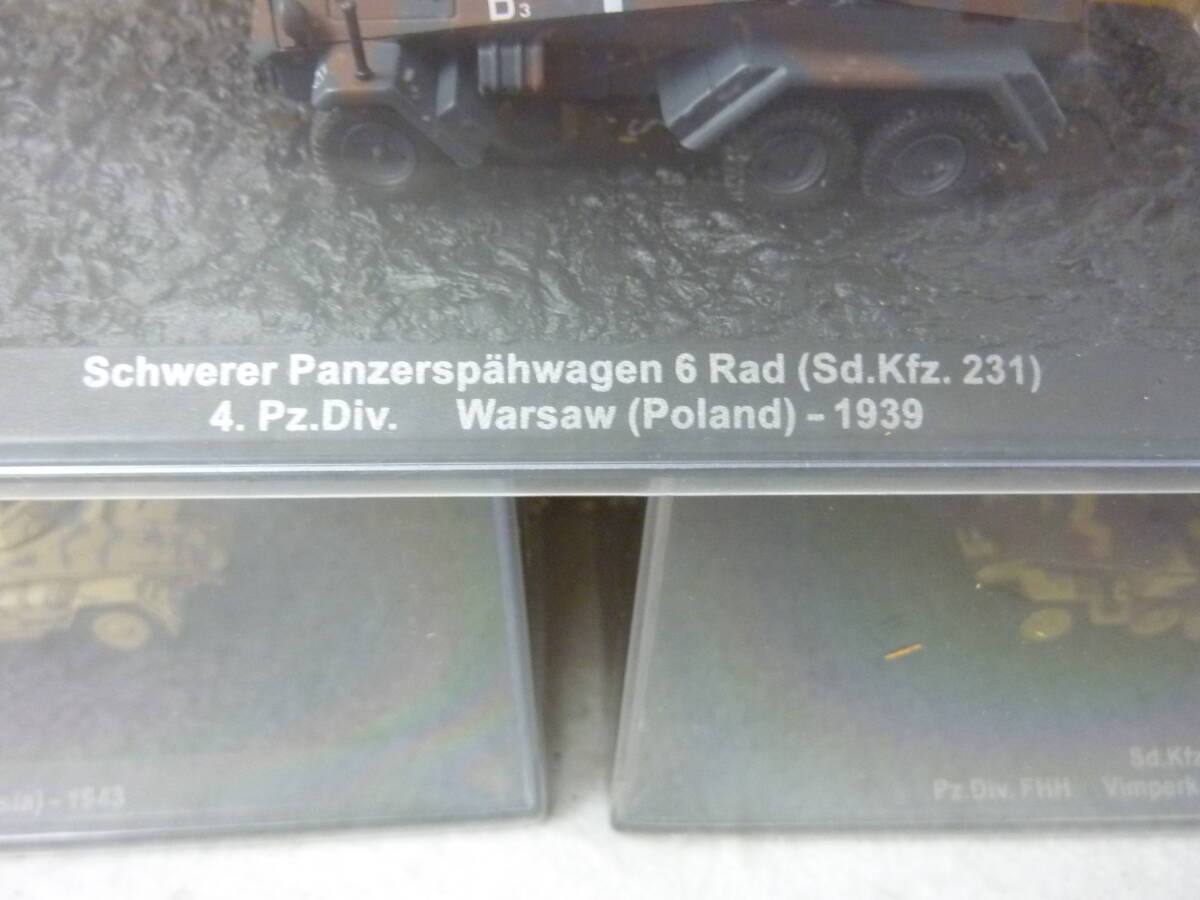 B3
Schwerer Panzerspähwagen 6 Rad (Sd.Kfz. 231)
4. Pz.Div. Warsaw (Poland) - 1939
sia) - 1943
Sd.Kfz
Pz.Div. FHH Vimperk